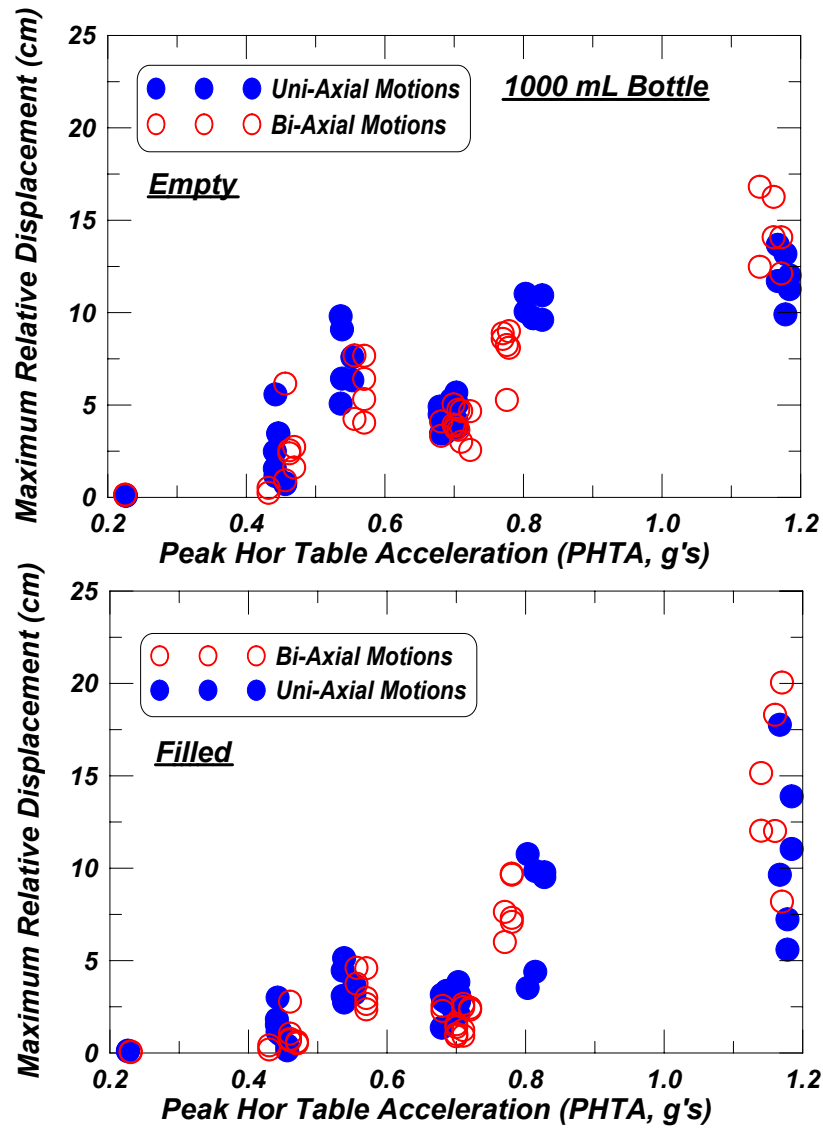 25
20
15
10
5
0
Maximum Relative Displacement (cm)
Uni-Axial Motions
Bi-Axial Motions
1000 mL Bottle
Empty
0.2 0.4 0.6 0.8 1.0 1.2
Peak Hor Table Acceleration (PHTA, g's)
25
20
15
10
5
0
Maximum Relative Displacement (cm)
Bi-Axial Motions
Uni-Axial Motions
Filled
0.2 0.4 0.6 0.8 1.0 1.2
Peak Hor Table Acceleration (PHTA, g's)